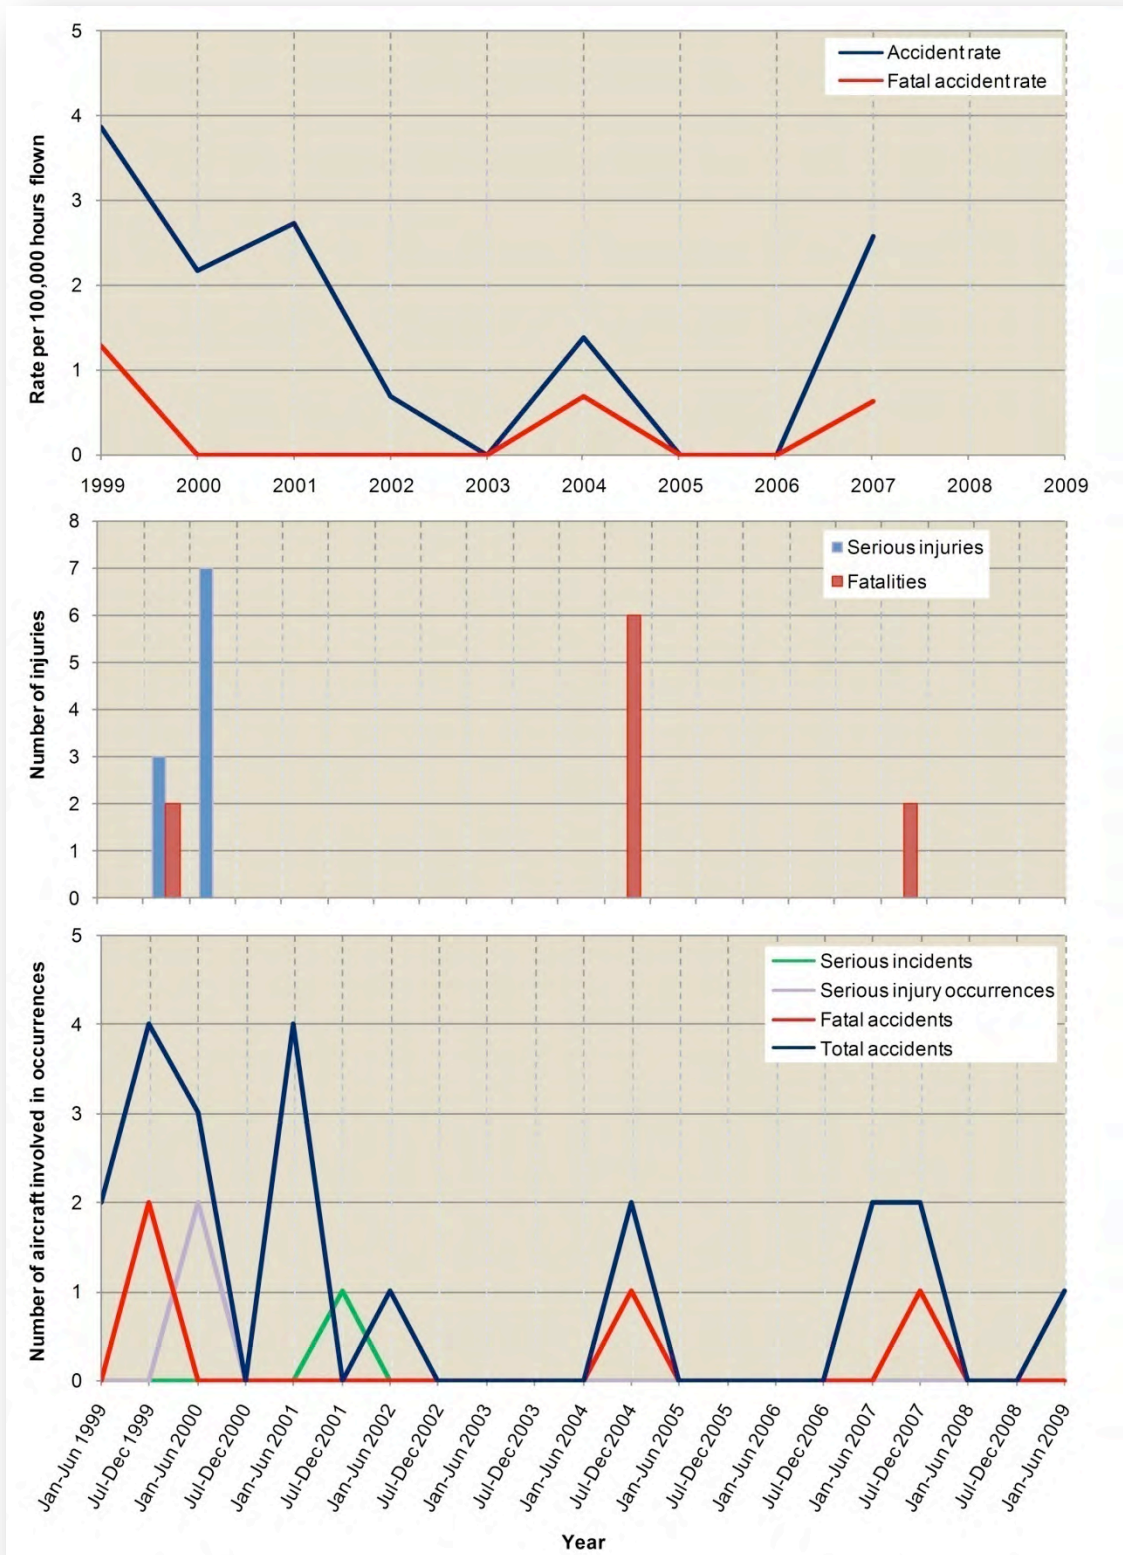 5
Accident rate
Fatal accident rate
4
3
2
1
0
Rate per 100,000 hours flown
1999 2000 2001 2002 2003 2004 2005 2006 2007 2008 2009
8
Serious injuries
7
Fatalities
6
5
4
3
2
1
0
Number of injuries
5
Serious incidents
Serious injury occurrences
Fatal accidents
Total accidents
4
3
2
1
0
Number of aircraft involved in occurrences
Jan-Jun 1999
Jul-Dec 1999
Jan-Jun 2000
Jul-Dec 2000
Jan-Jun 2001
Jul-Dec 2001
Jan-Jun 2002
Jul-Dec 2002
Jan-Jun 2003
Jul-Dec 2003
Jan-Jun 2004
Jul-Dec 2004
Jan-Jun 2005
Jul-Dec 2005
Jan-Jun 2006
Jul-Dec 2006
Jan-Jun 2007
Jul-Dec 2007
Jan-Jun 2008
Jul-Dec 2008
Jan-Jun 2009
Year